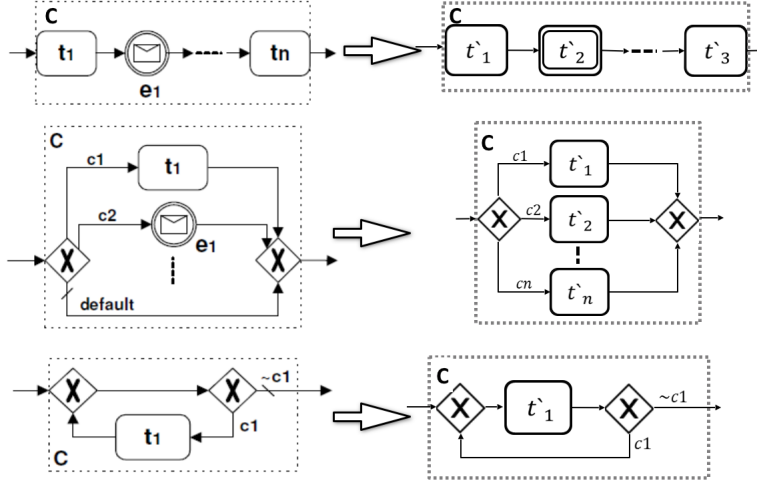 C C
t1 e1 tn t`1 t`2 t`3
C C
c1 t1 c1 t`1
c2 e1 c2 t`2
default cn t`n
C
~c1 t`1 ~c1
t1 c1 c1
C